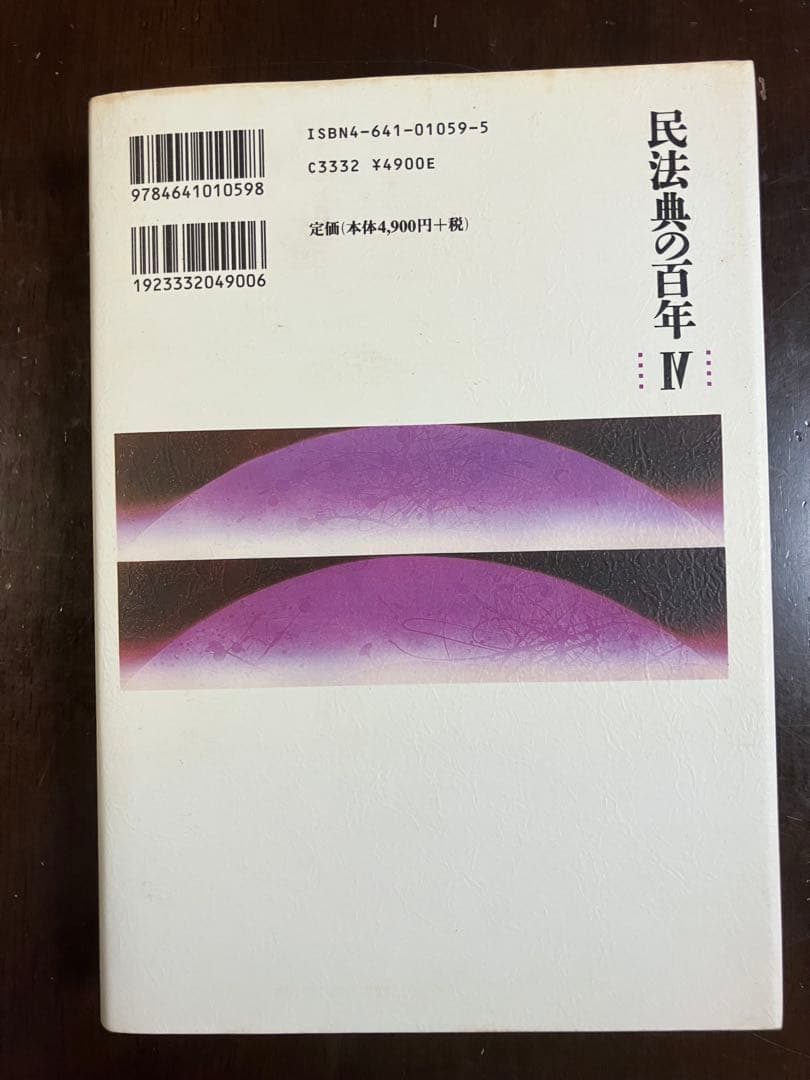 ISBN4-641-01059-5
C3332 ¥4900E
9784641010598
定価(本体4,900円+税)
1923332049006
民法典の百年 Ⅳ